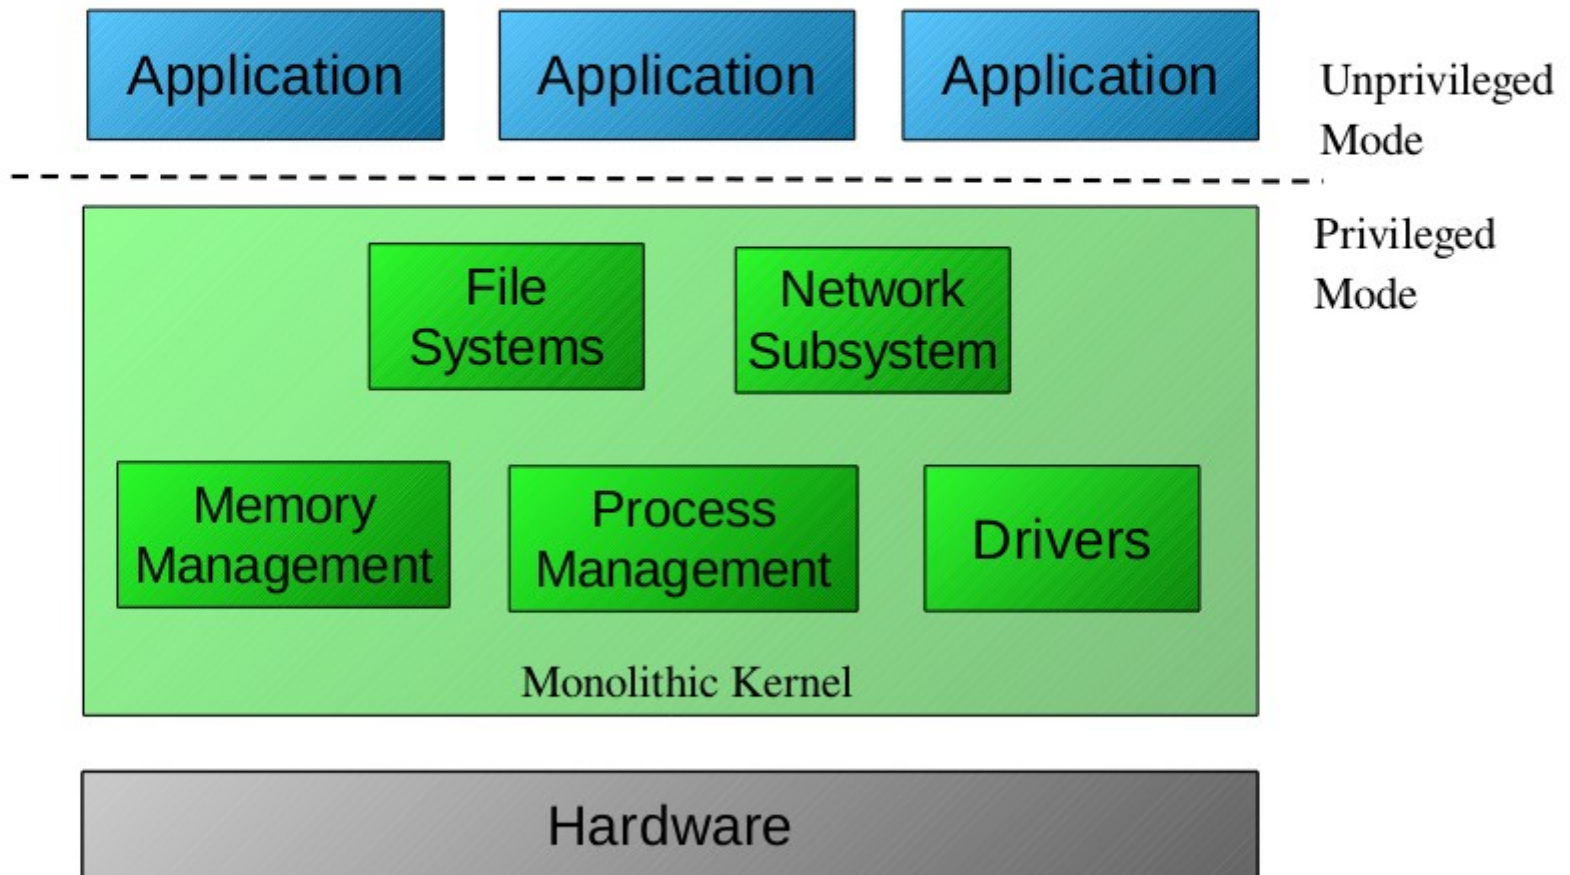 Application
Application
Application
Unprivileged
Mode
Privileged
Mode
File
Systems
Network
Subsystem
Memory
Management
Process
Management
Drivers
Monolithic Kernel
Hardware